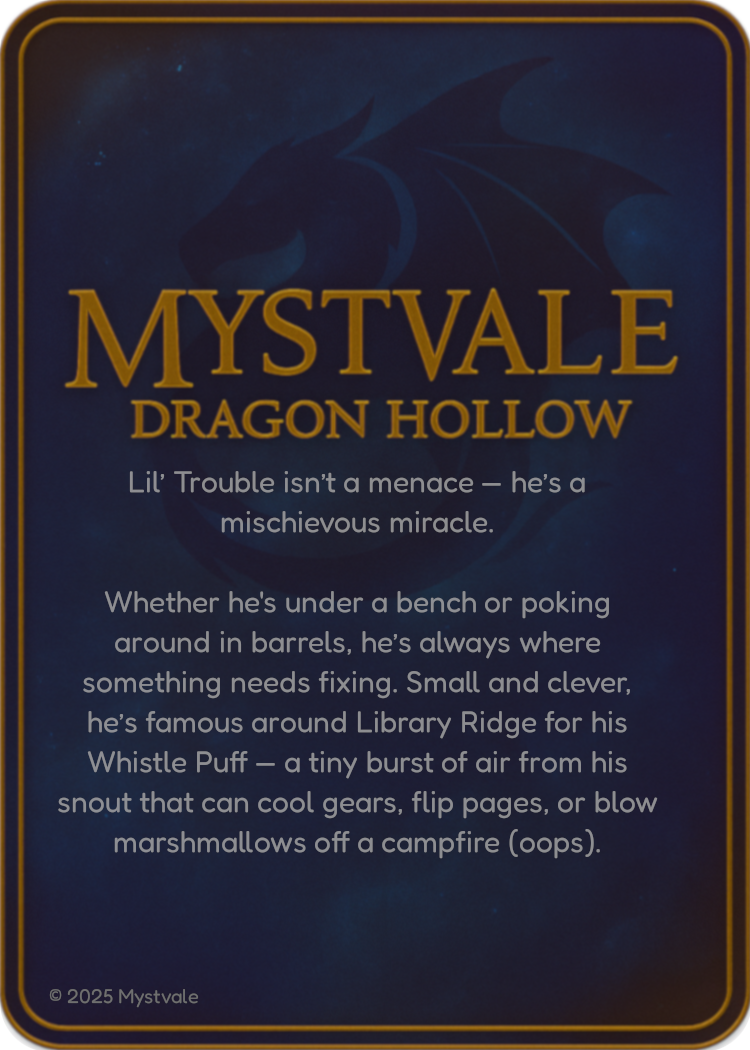 MYSTVALE
DRAGON HOLLOW
Lil’ Trouble isn’t a menace — he’s a
mischievous miracle.
Whether he's under a bench or poking
around in barrels, he’s always where
something needs fixing. Small and clever,
he’s famous around Library Ridge for his
Whistle Puff — a tiny burst of air from his
snout that can cool gears, flip pages, or blow
marshmallows off a campfire (oops).
© 2025 Mystvale